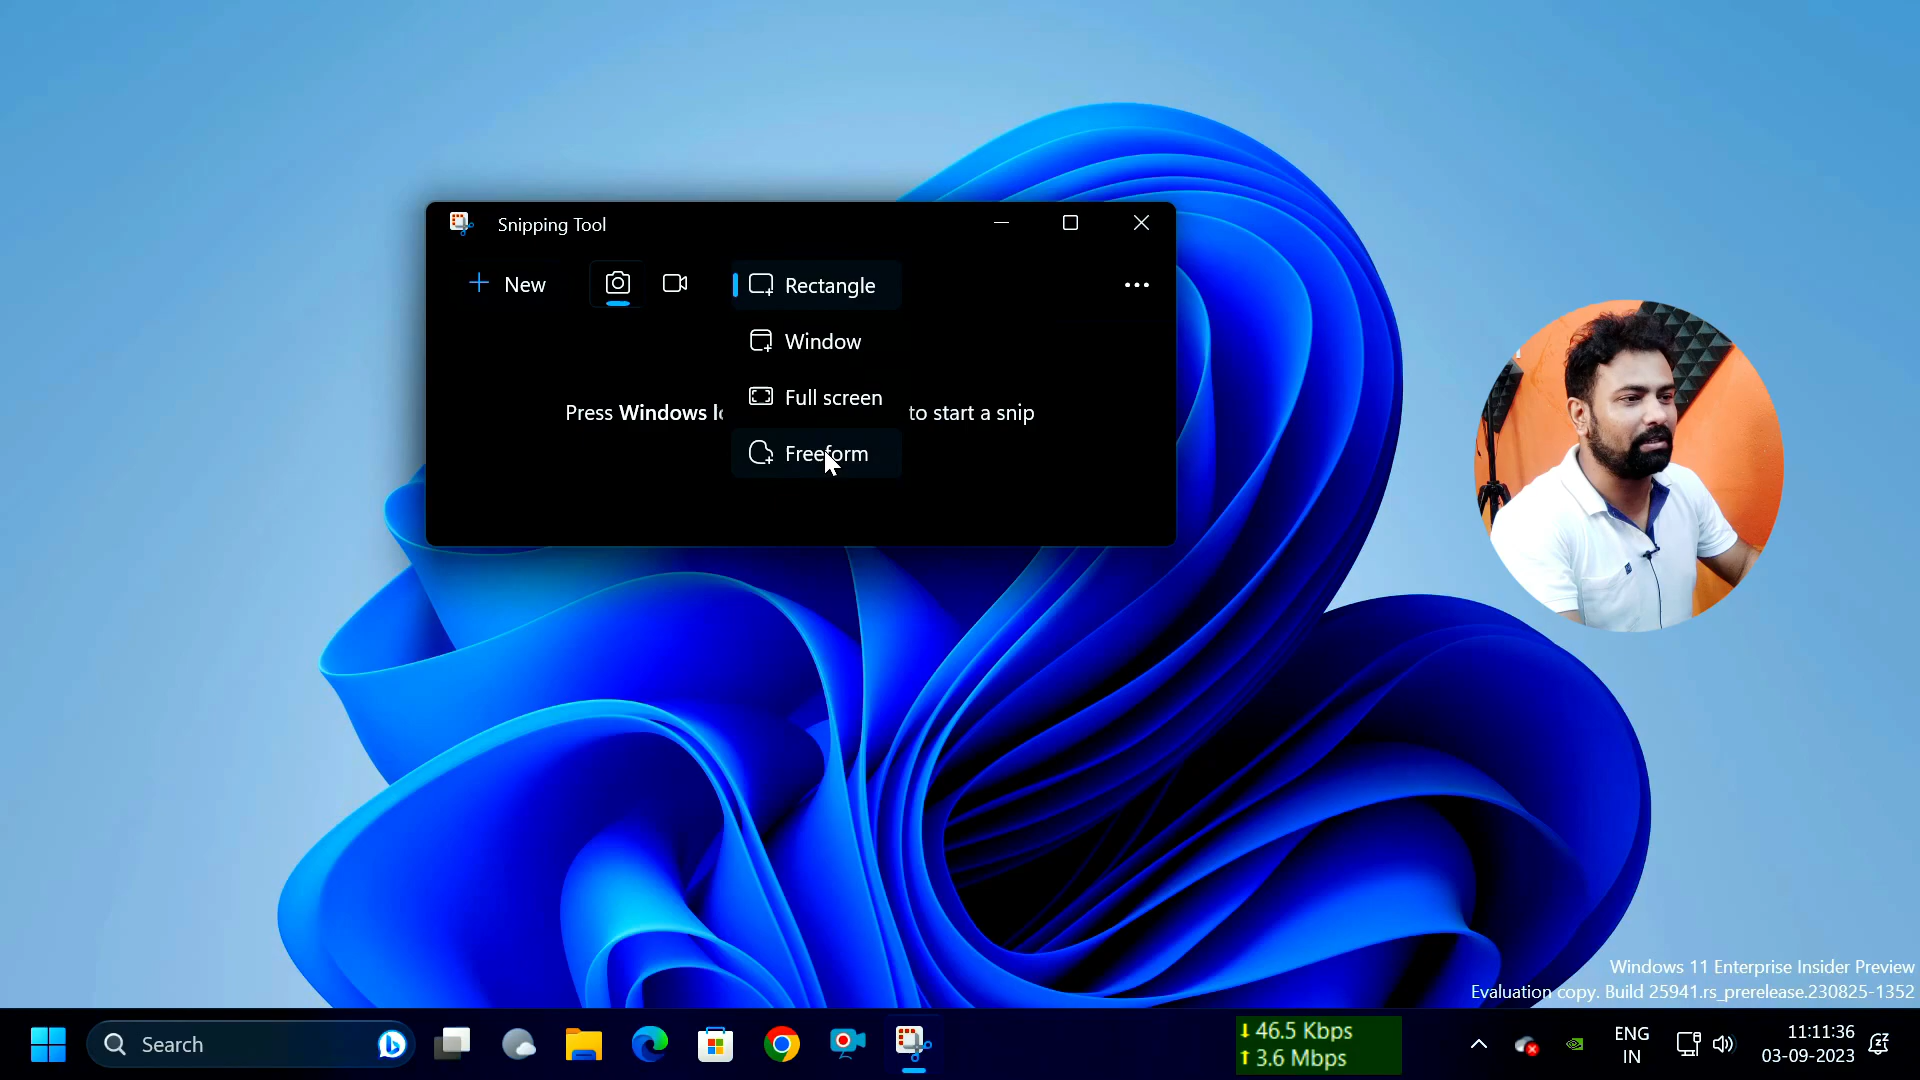 Snipping Tool
New
Rectangle
Window
Full screen
Press Windows lo to start a snip
Freeform
Windows 11 Enterprise Insider Preview
Evaluation copy. Build 25941.rs_prerelease.230825-1352
Search
46.5 Kbps
3.6 Mbps
ENG
IN
11:11:36
03-09-2023